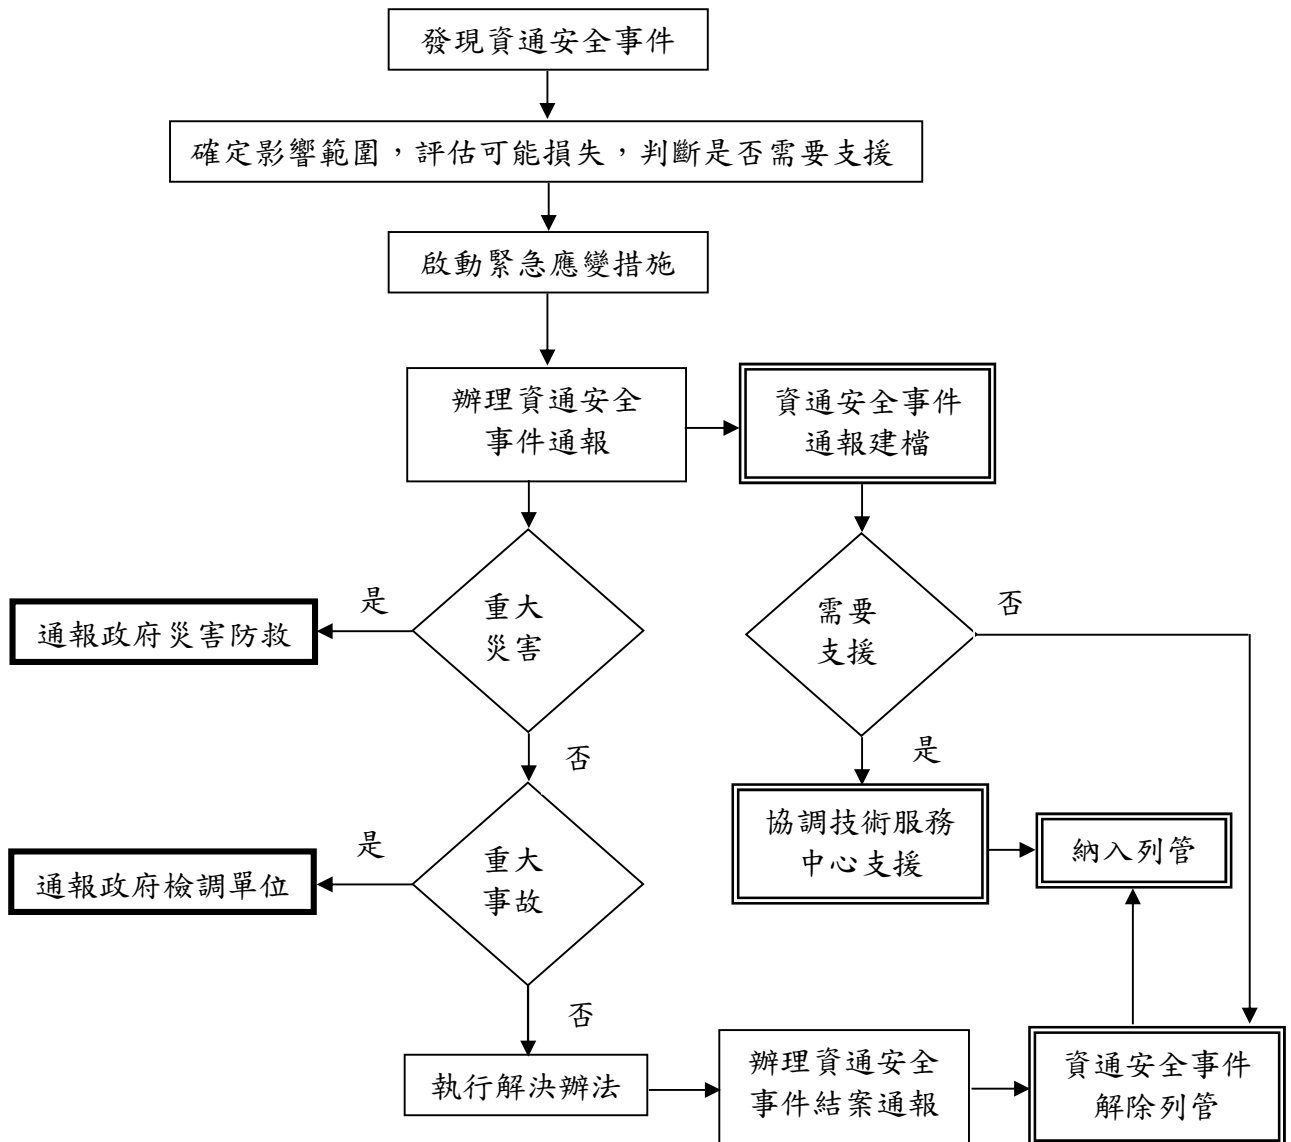 發現資通安全事件
確定影響範圍，評估可能損失，判斷是否需要支援
啟動緊急應變措施
辦理資通安全
事件通報
資通安全事件
通報建檔
是
重大
災害
通報政府災害防救
需要
支援
否
否
是
協調技術服務
中心支援
納入列管
是
重大
事故
通報政府檢調單位
否
執行解決辦法
辦理資通安全
事件結案通報
資通安全事件
解除列管